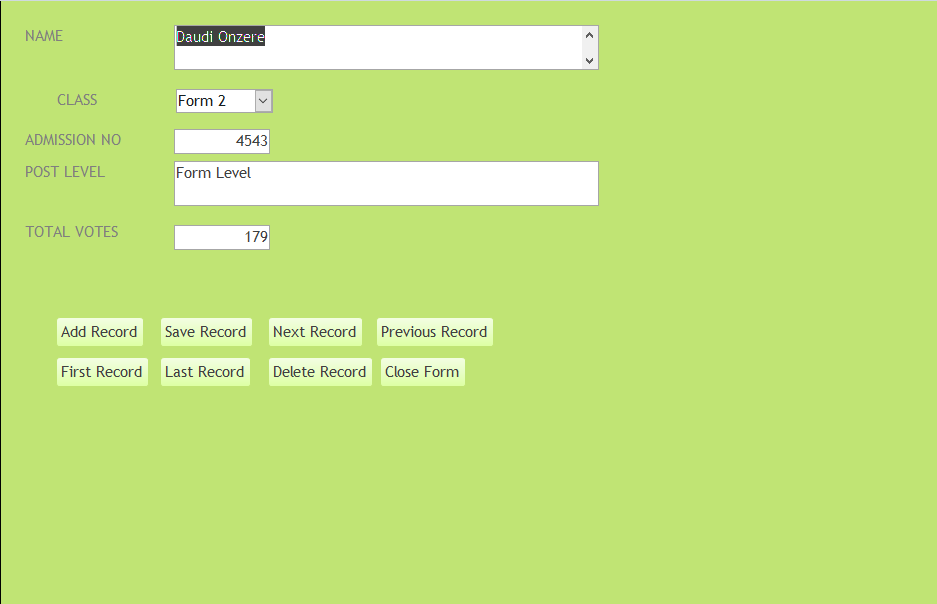 NAME Daudi Onzere
CLASS Form 2
ADMISSION NO 4543
POST LEVEL Form Level
TOTAL VOTES 179
Add Record Save Record Next Record Previous Record
First Record Last Record Delete Record Close Form